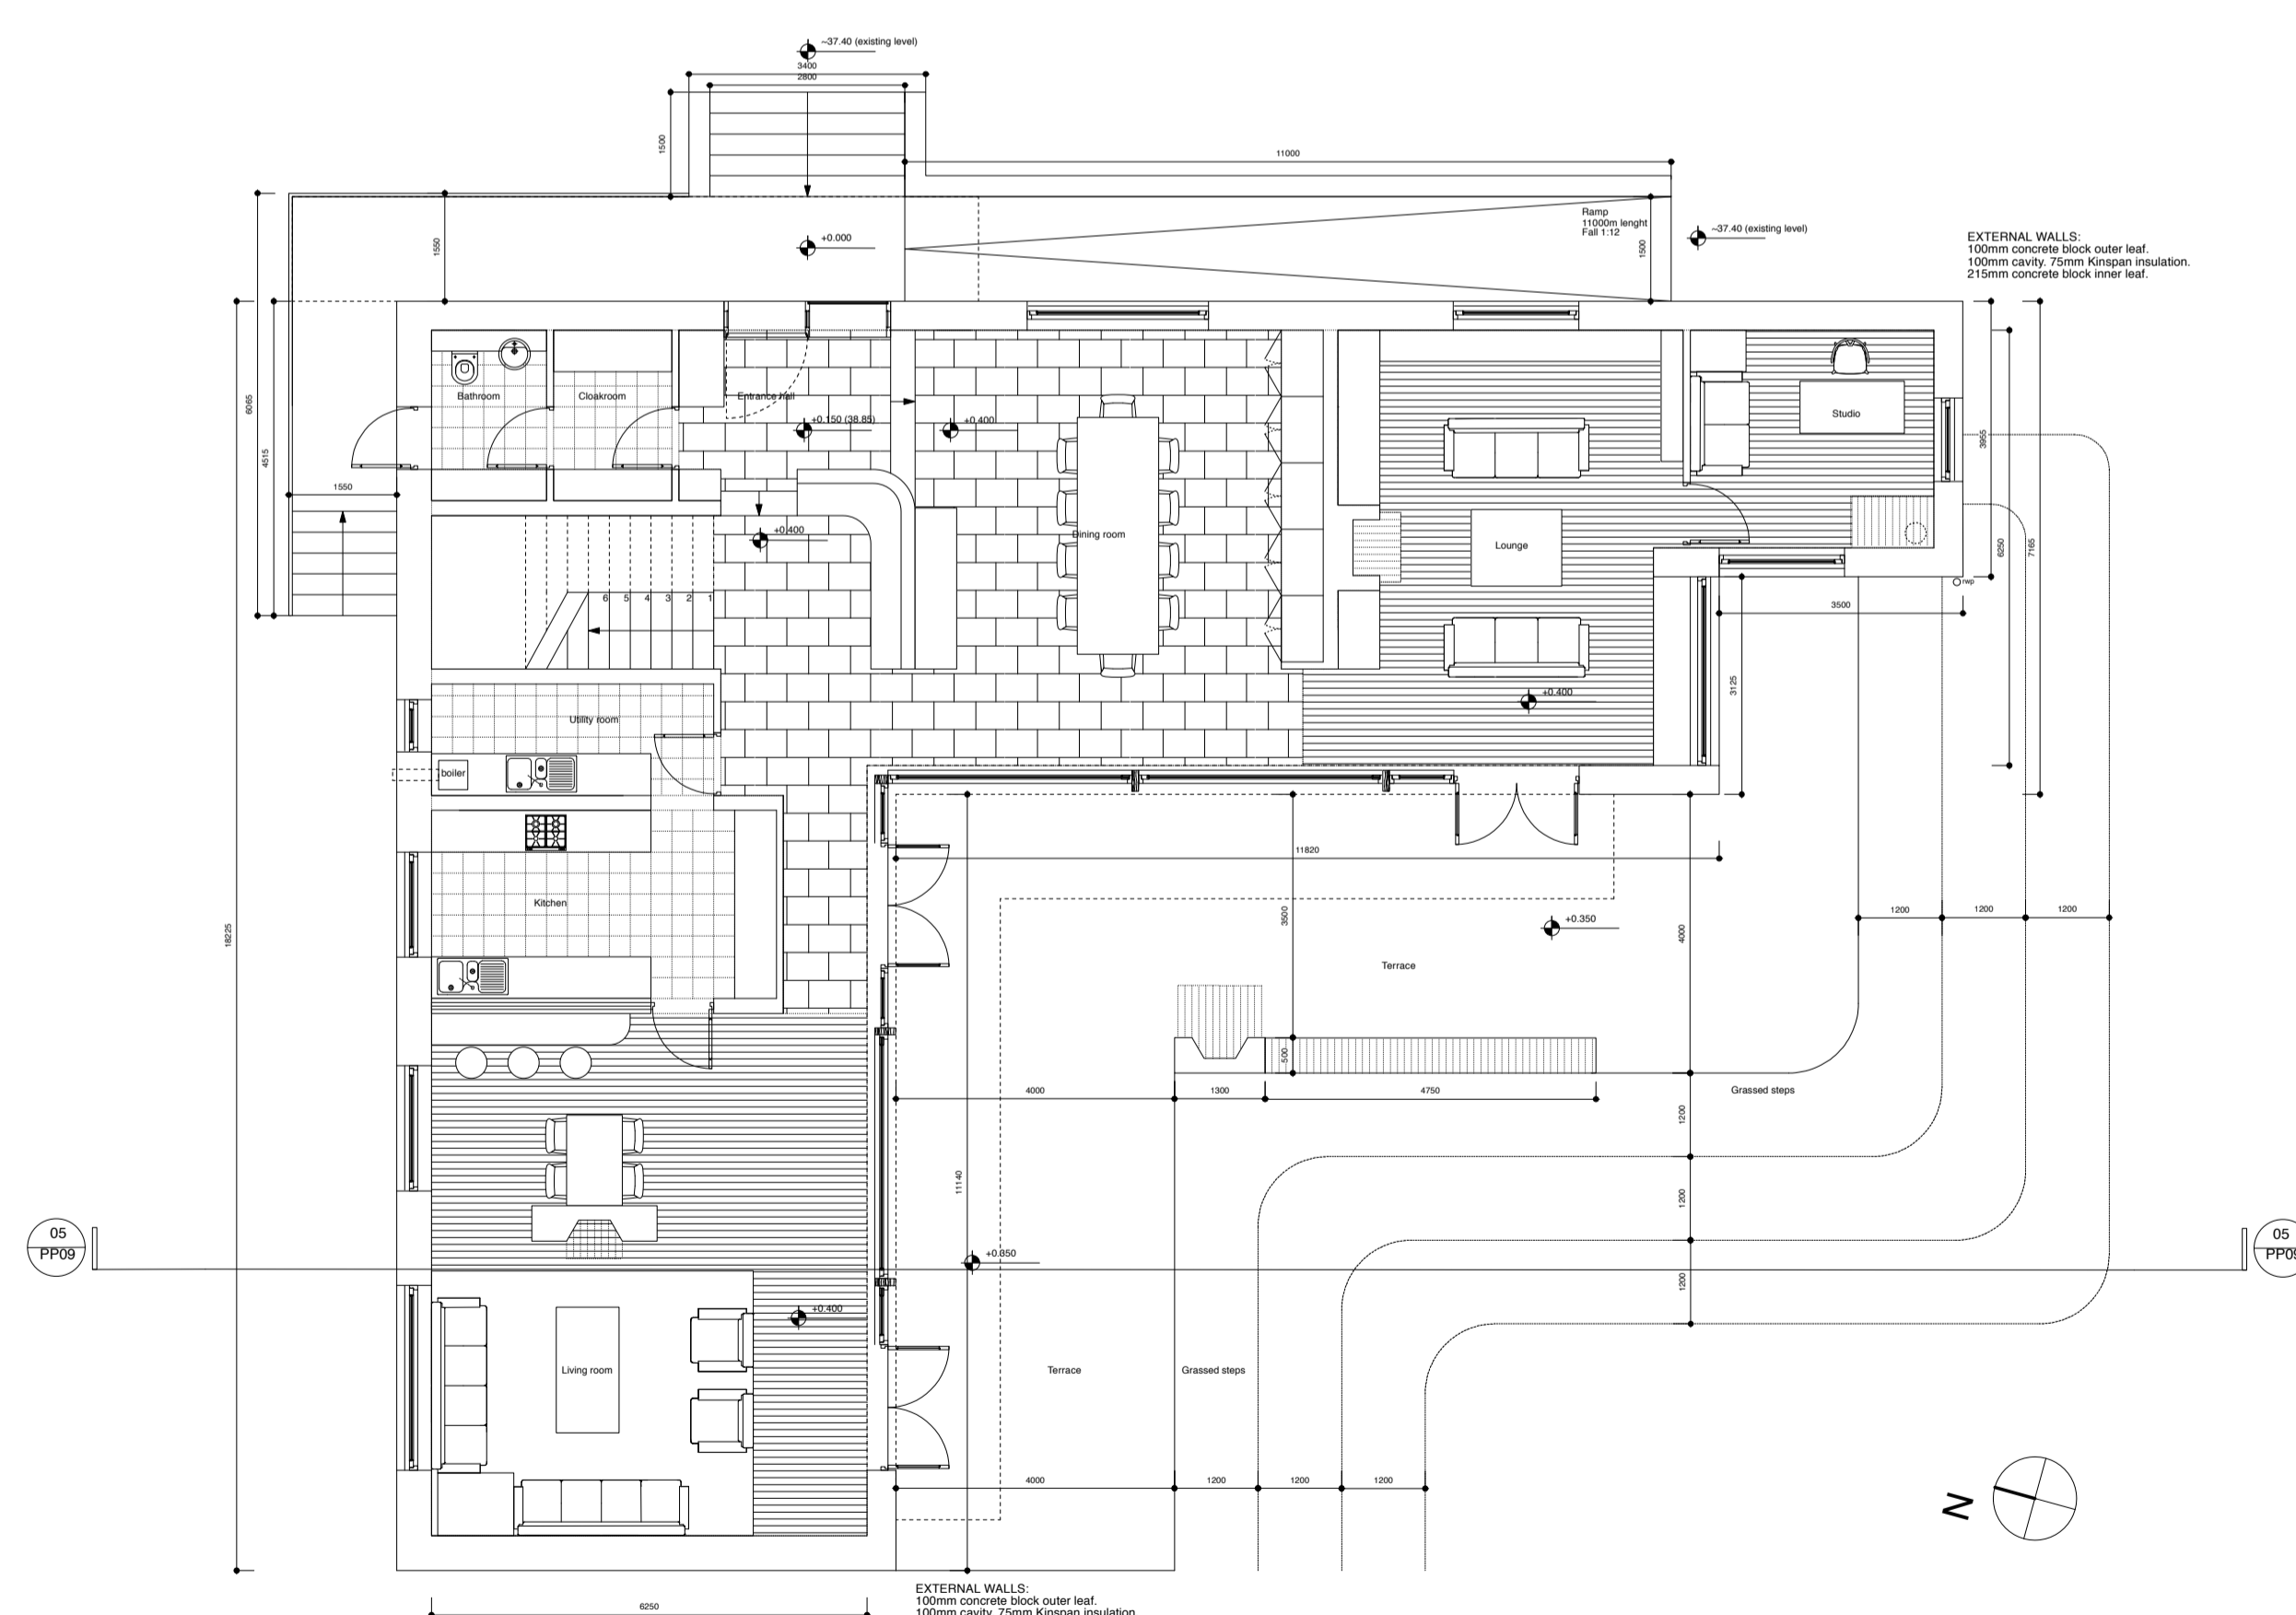 ~37.40 (existing level)
3400
2800
1500
11000
Ramp
11000m lenght
Fall 1:12
1500
~37.40 (existing level)
EXTERNAL WALLS:
100mm concrete block outer leaf.
100mm cavity. 75mm Kinspan insulation.
215mm concrete block inner leaf.
1550
+0.000
6065
4515
1550
Bathroom
Cloakroom
Entrance hall
+0.150 (38.85)
+0.400
Studio
3955
+0.400
Dining room
Lounge
6250
7165
rwp
3500
6
5
4
3
2
1
3125
+0.400
Utility room
boiler
11820
18225
Kitchen
3500
+0.350
4000
1200
1200
1200
Terrace
500
4000
1300
4750
Grassed steps
1200
1200
1200
11140
05
PP09
+0.350
05
PP09
+0.400
Living room
Terrace
Grassed steps
4000
1200
1200
1200
N
EXTERNAL WALLS:
100mm concrete block outer leaf.
100mm cavity. 75mm Kinspan insulation.
6250